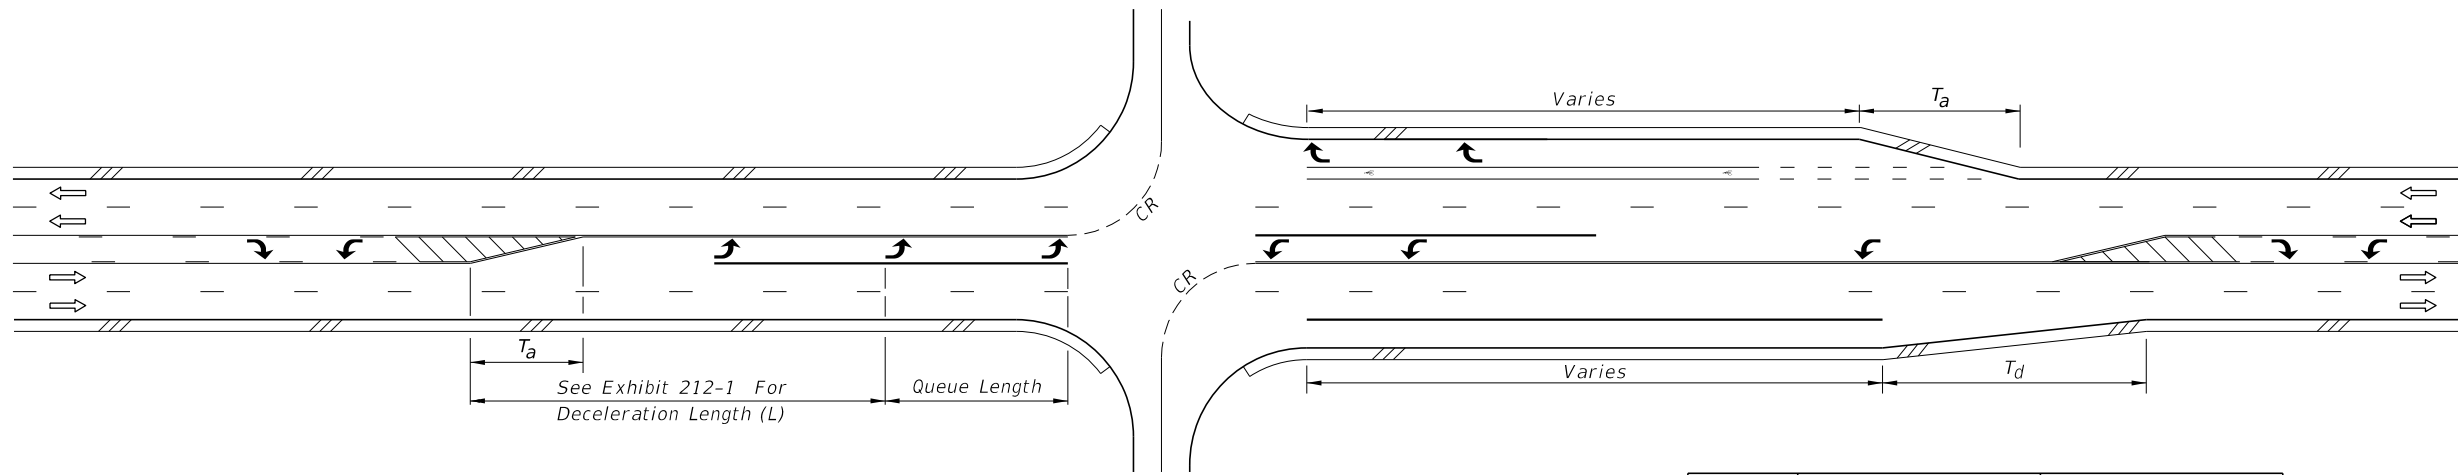 Varies
Ta
CR
CR
Ta
See Exhibit 212-1 For
Deceleration Length (L)
Queue Length
Varies
Td